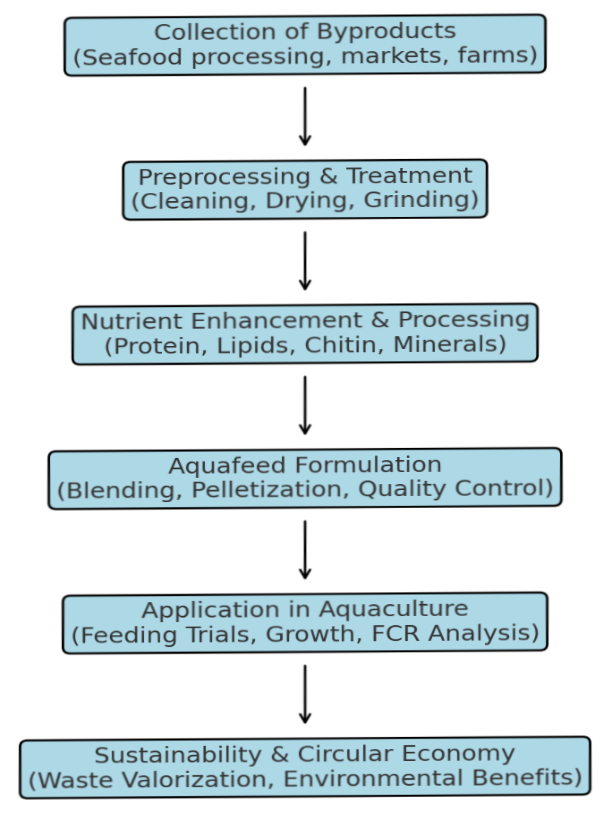 Collection of Byproducts
(Seafood processing, markets, farms)
Preprocessing & Treatment
(Cleaning, Drying, Grinding)
Nutrient Enhancement & Processing
(Protein, Lipids, Chitin, Minerals)
Aquafeed Formulation
(Blending, Pelletization, Quality Control)
Application in Aquaculture
(Feeding Trials, Growth, FCR Analysis)
Sustainability & Circular Economy
(Waste Valorization, Environmental Benefits)